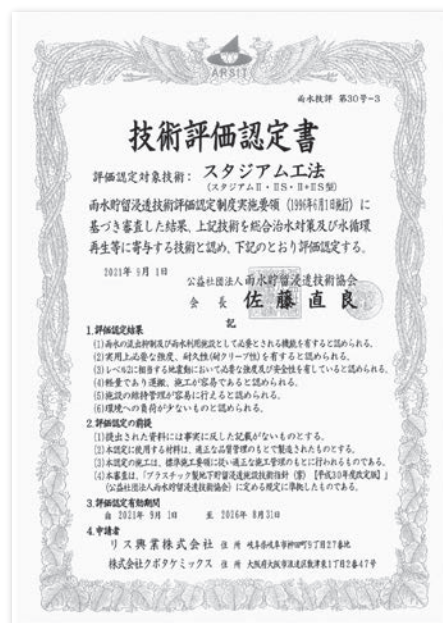 ARSIT
雨水技評 第30号-3
技術評価認定書
評価認定対象技術： スタジアム工法
(スタジアムⅡ・ⅡS・Ⅱ+ⅡS型)
雨水貯留浸透技術評価認定制度実施要領 (1996年6月1日施行) に
基づき審査した結果、上記技術を総合治水対策及び水循環
再生等に寄与する技術と認め、下記のとおり評価認定する。
2021年 9月 1日
公益社団法人雨水貯留浸透技術協会
会 長 佐 藤 直 良
記
1.評価認定結果
(1)雨水の流出抑制及び雨水利用施設として必要とされる機能を有すると認められる。
(2)実用上必要な強度、耐久性(耐クリープ性)を有すると認められる。
(3)レベル2に相当する地震動において必要な強度及び安全性を有していると認められる。
(4)軽量であり運搬、施工が容易であると認められる。
(5)施設の維持管理が容易に行えると認められる。
(6)環境への負荷が少ないものと認められる。
2.評価認定の前提
(1)提出された資料には事実に反した記載がないものとする。
(2)本認定に使用する材料は、適正な品質管理のもとで製造されたものとする。
(3)本認定の施工は、標準施工要領に従い適正な施工管理のもとに行われるものである。
(4)本審査は、「プラスチック製地下貯留浸透施設技術指針 (案) 【平成30年度改定版】」
(公益社団法人雨水貯留浸透技術協会) に定める規定に準拠したものである。
3.評価認定有効期間
自 2021年 9月 1日 至 2026年 8月31日
4.申請者
リス興業株式会社 住 所 岐阜県岐阜市神田町9丁目27番地
株式会社クボタケミックス 住 所 大阪府大阪市浪速区敷津東1丁目2番47号